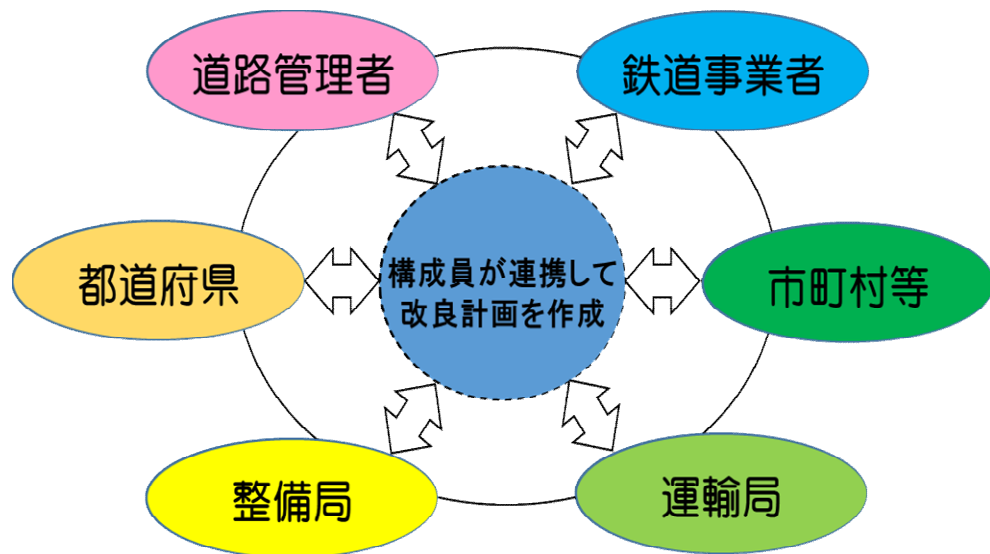 道路管理者
鉄道事業者
都道府県
構成員が連携して
改良計画を作成
市町村等
整備局
運輸局